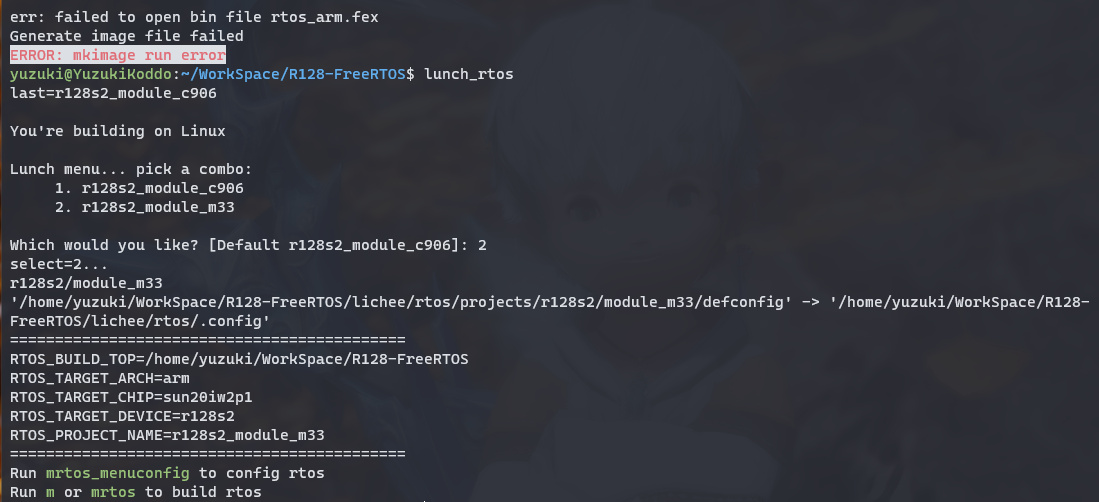 err: failed to open bin file rtos_arm.fex
Generate image file failed
ERROR: mkimage run error
yuzuki@YuzukiKoddo:~/WorkSpace/R128-FreeRTOS$ lunch_rtos
last=r128s2_module_c906
You're building on Linux
Lunch menu... pick a combo:
1. r128s2_module_c906
2. r128s2_module_m33
Which would you like? [Default r128s2_module_c906]: 2
select=2...
r128s2/module_m33
'/home/yuzuki/WorkSpace/R128-FreeRTOS/lichee/rtos/projects/r128s2/module_m33/defconfig' -> '/home/yuzuki/WorkSpace/R128-
FreeRTOS/lichee/rtos/.config'
============================================
RTOS_BUILD_TOP=/home/yuzuki/WorkSpace/R128-FreeRTOS
RTOS_TARGET_ARCH=arm
RTOS_TARGET_CHIP=sun20iw2p1
RTOS_TARGET_DEVICE=r128s2
RTOS_PROJECT_NAME=r128s2_module_m33
============================================
Run mrtos_menuconfig to config rtos
Run m or mrtos to build rtos